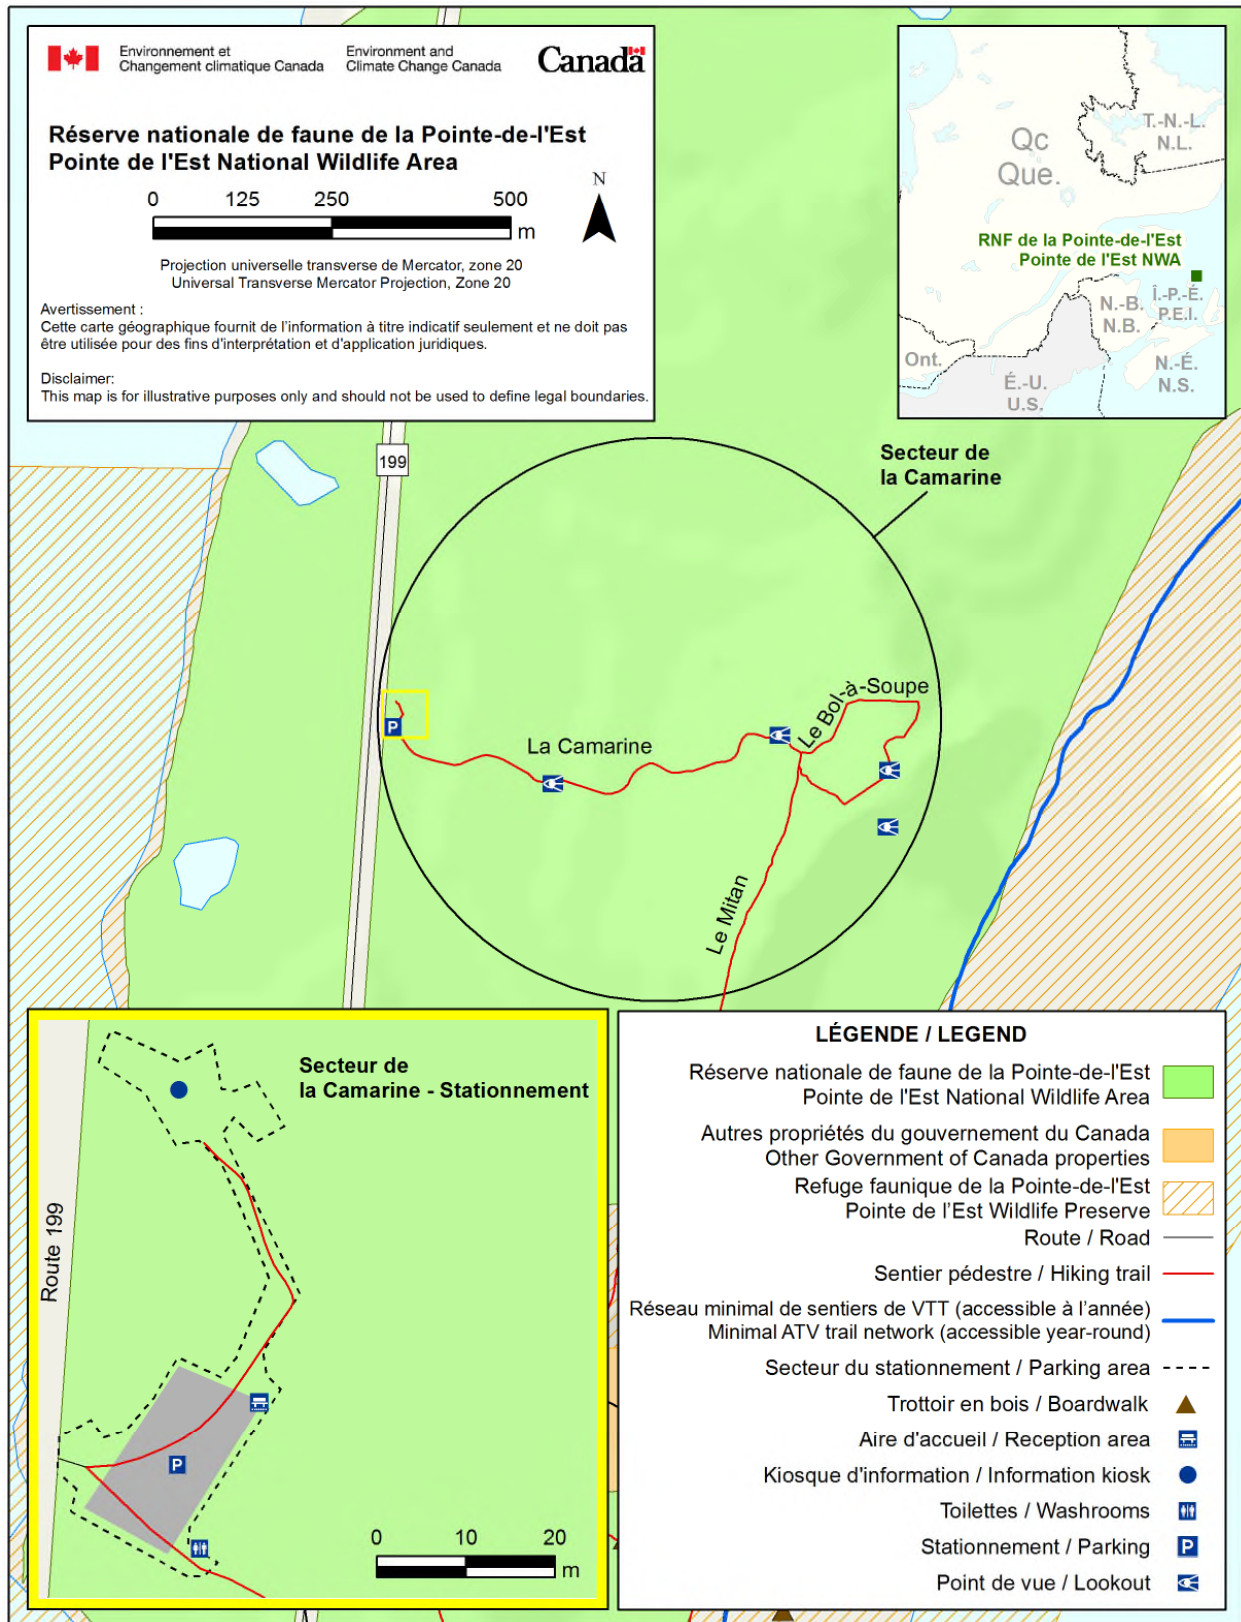 Environnement et
Changement climatique Canada
Environment and
Climate Change Canada
Canada
Réserve nationale de faune de la Pointe-de-l'Est
Pointe de l'Est National Wildlife Area
0 125 250 500
m
N
Projection universelle transverse de Mercator, zone 20
Universal Transverse Mercator Projection, Zone 20
Avertissement :
Cette carte géographique fournit de l'information à titre indicatif seulement et ne doit pas
être utilisée pour des fins d'interprétation et d'application juridiques.
Disclaimer:
This map is for illustrative purposes only and should not be used to define legal boundaries.
Qc
Que.
T.-N.-L.
N.L.
RNF de la Pointe-de-l'Est
Pointe de l'Est NWA
N.-B.
N.B.
Î.-P.-É.
P.E.I.
Ont.
É.-U.
U.S.
N.-É.
N.S.
199
Secteur de
la Camarine
P
La Camarine
Le Bol-à-Soupe
Le Mitan
Secteur de
la Camarine - Stationnement
Route 199
P
0 10 20
m
LÉGENDE / LEGEND
Réserve nationale de faune de la Pointe-de-l'Est
Pointe de l'Est National Wildlife Area
Autres propriétés du gouvernement du Canada
Other Government of Canada properties
Refuge faunique de la Pointe-de-l'Est
Pointe de l'Est Wildlife Preserve
Route / Road
Sentier pédestre / Hiking trail
Réseau minimal de sentiers de VTT (accessible à l'année)
Minimal ATV trail network (accessible year-round)
Secteur du stationnement / Parking area
Trottoir en bois / Boardwalk
Aire d'accueil / Reception area
Kiosque d'information / Information kiosk
Toilettes / Washrooms
Stationnement / Parking P
Point de vue / Lookout